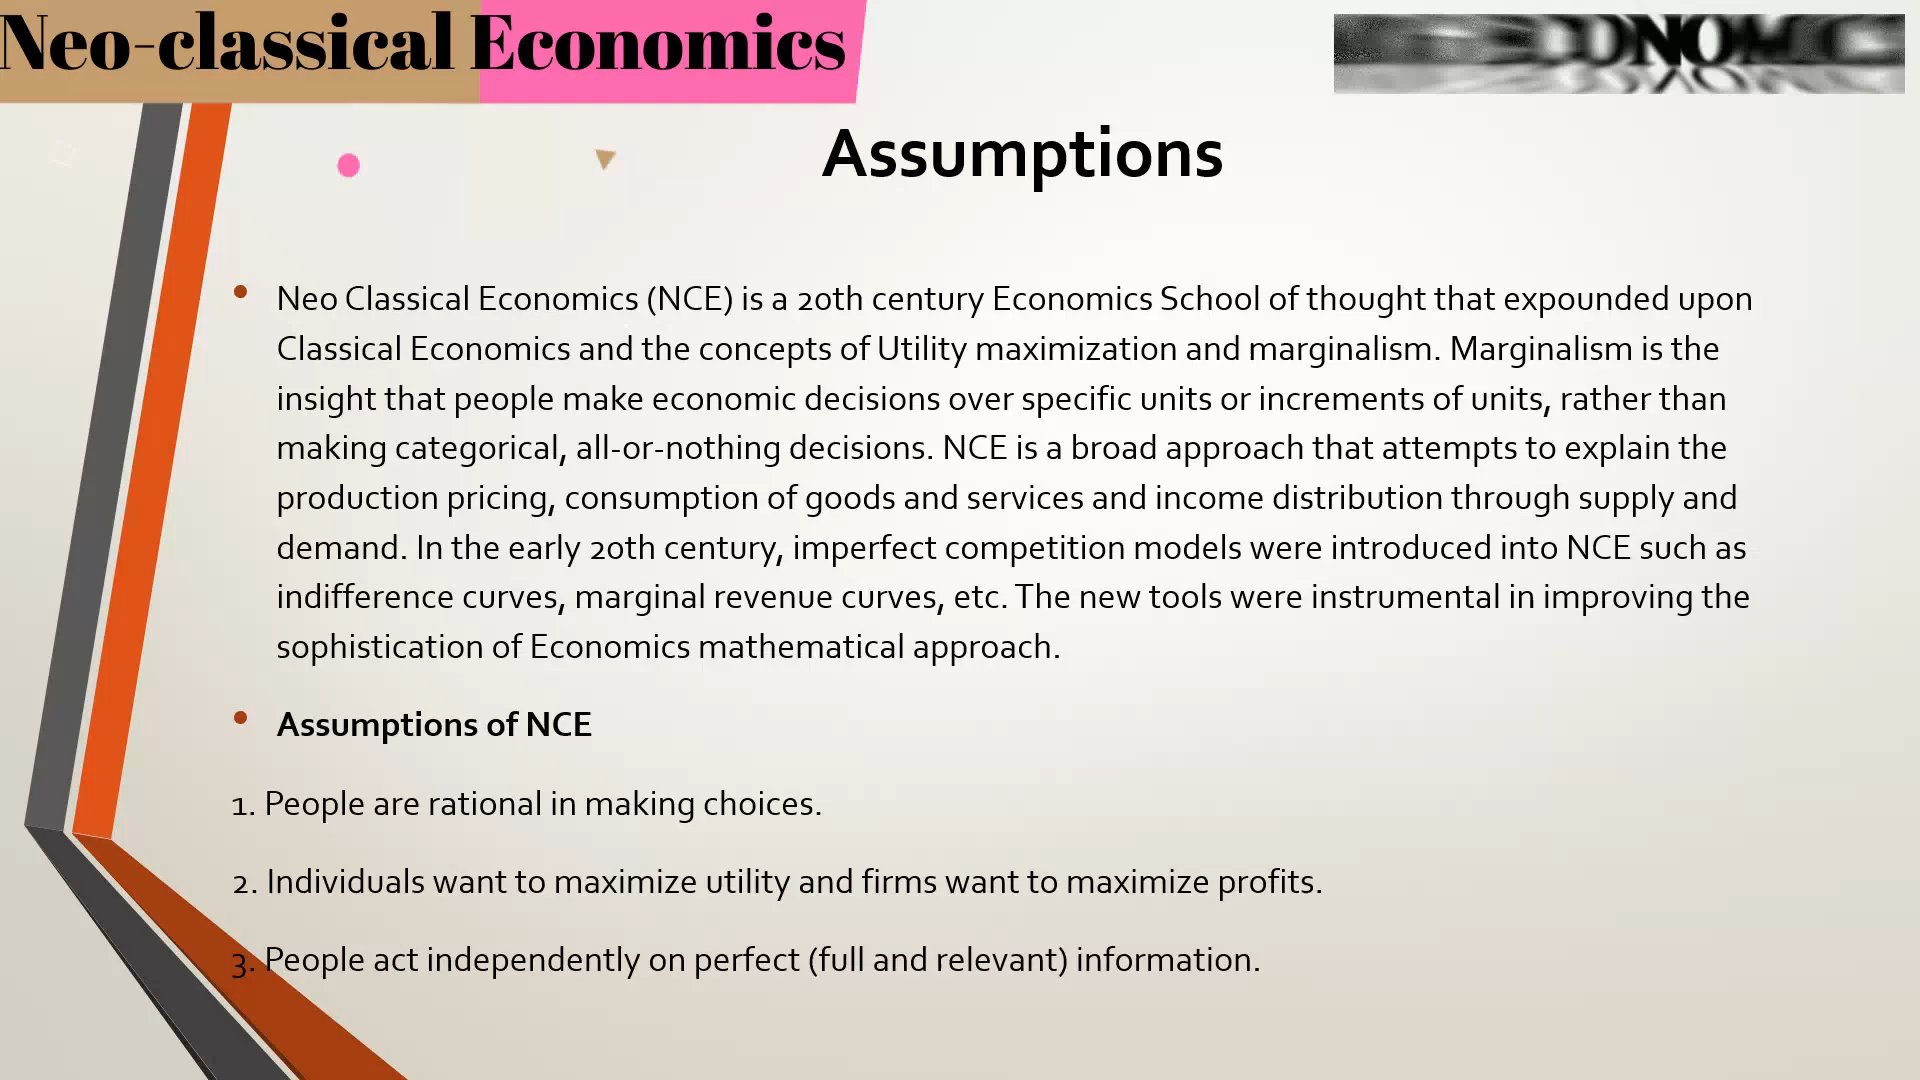 Neo-classical Economics
ECONOMIC
Assumptions
• Neo Classical Economics (NCE) is a 20th century Economics School of thought that expounded upon
Classical Economics and the concepts of Utility maximization and marginalism. Marginalism is the
insight that people make economic decisions over specific units or increments of units, rather than
making categorical, all-or-nothing decisions. NCE is a broad approach that attempts to explain the
production pricing, consumption of goods and services and income distribution through supply and
demand. In the early 20th century, imperfect competition models were introduced into NCE such as
indifference curves, marginal revenue curves, etc. The new tools were instrumental in improving the
sophistication of Economics mathematical approach.
• Assumptions of NCE
1. People are rational in making choices.
2. Individuals want to maximize utility and firms want to maximize profits.
3. People act independently on perfect (full and relevant) information.